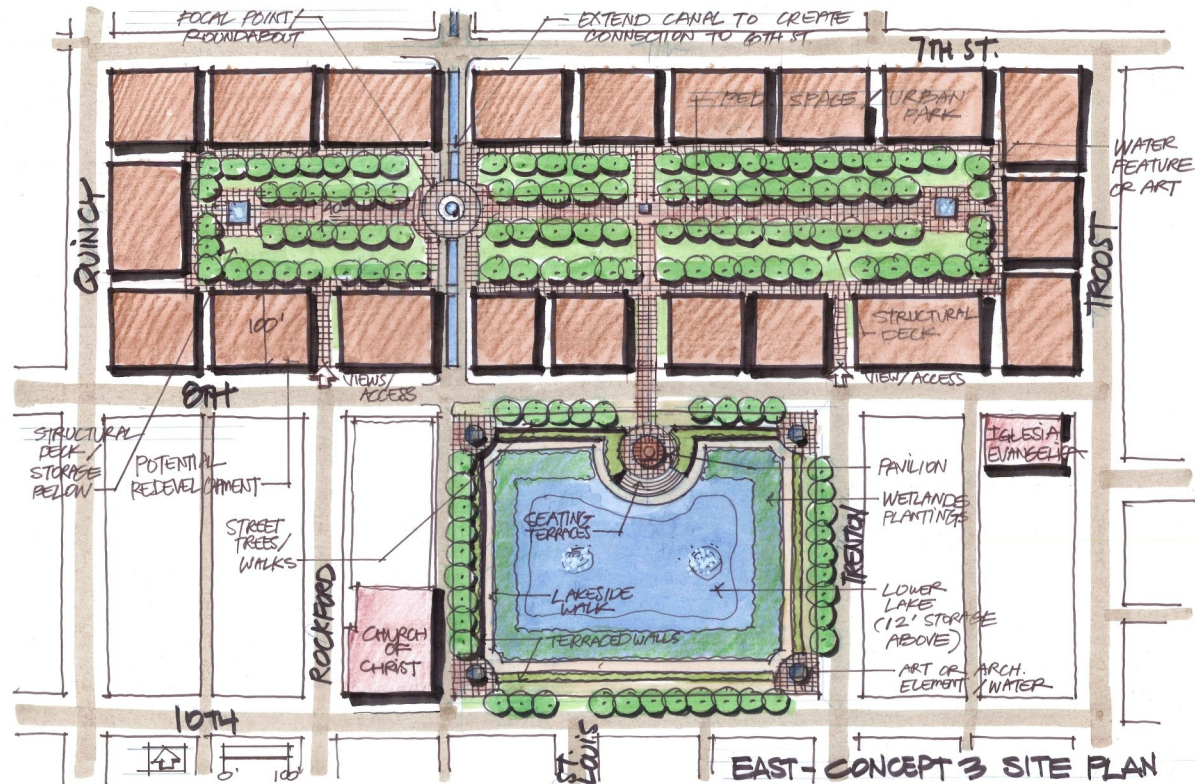 FOCAL POINT/
ROUNDABOUT
EXTEND CANAL TO CREATE
CONNECTION TO 6TH ST
7TH ST.
PED. SPACE / URBAN
PARK
WATER
FEATURE
OR ART
QUINCY
TROOST
100'
STRUCTURAL
DECK
VIEWS/
ACCESS
VIEW/ACCESS
8TH
STRUCTURAL
DECK/
STORAGE
BELOW
POTENTIAL
REDEVELOPMENT
IGLESIA
EVANGELICA
PAVILION
WETLANDS
PLANTINGS
SEATING
TERRACES
STREET
TREES/
WALKS
TRENTON
ROCKFORD
LAKESIDE
WALK
LOWER
LAKE
(12' STORAGE
ABOVE)
CHURCH
OF
CHRIST
TERRACED WALLS
ART OR ARCH.
ELEMENT / WATER
10TH
0' 100'
ST.
LOUIS
EAST - CONCEPT 3 SITE PLAN